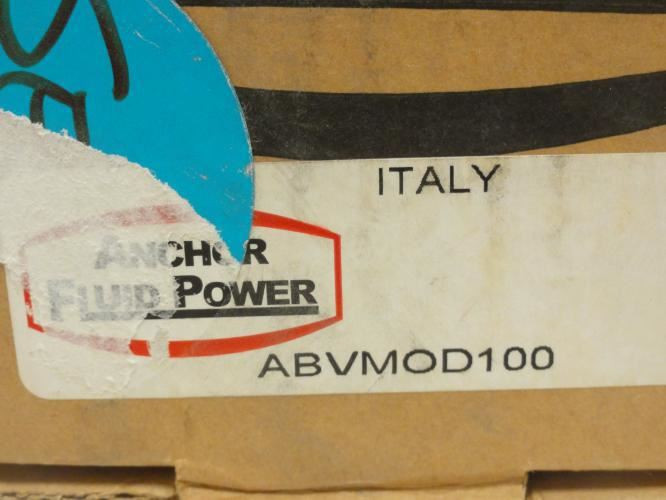 ITALY
ANCHOR
FLUID POWER
ABVMOD100